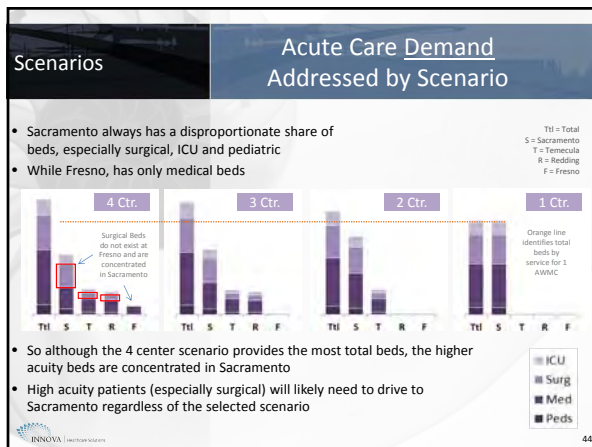 Scenarios
Acute Care Demand
Addressed by Scenario
• Sacramento always has a disproportionate share of
beds, especially surgical, ICU and pediatric
• While Fresno, has only medical beds
Ttl = Total
S = Sacramento
T = Temecula
R = Redding
F = Fresno
4 Ctr.
3 Ctr.
2 Ctr.
1 Ctr.
Surgical Beds
do not exist at
Fresno and are
concentrated
in Sacramento
Orange line
identifies total
beds by
service for 1
AWMC
Ttl S T R F
Ttl S T R F
Ttl S T R F
Ttl S T R F
• So although the 4 center scenario provides the most total beds, the higher
acuity beds are concentrated in Sacramento
• High acuity patients (especially surgical) will likely need to drive to
Sacramento regardless of the selected scenario
ICU
Surg
Med
Peds
INNOVA | Healthcare Solutions
44